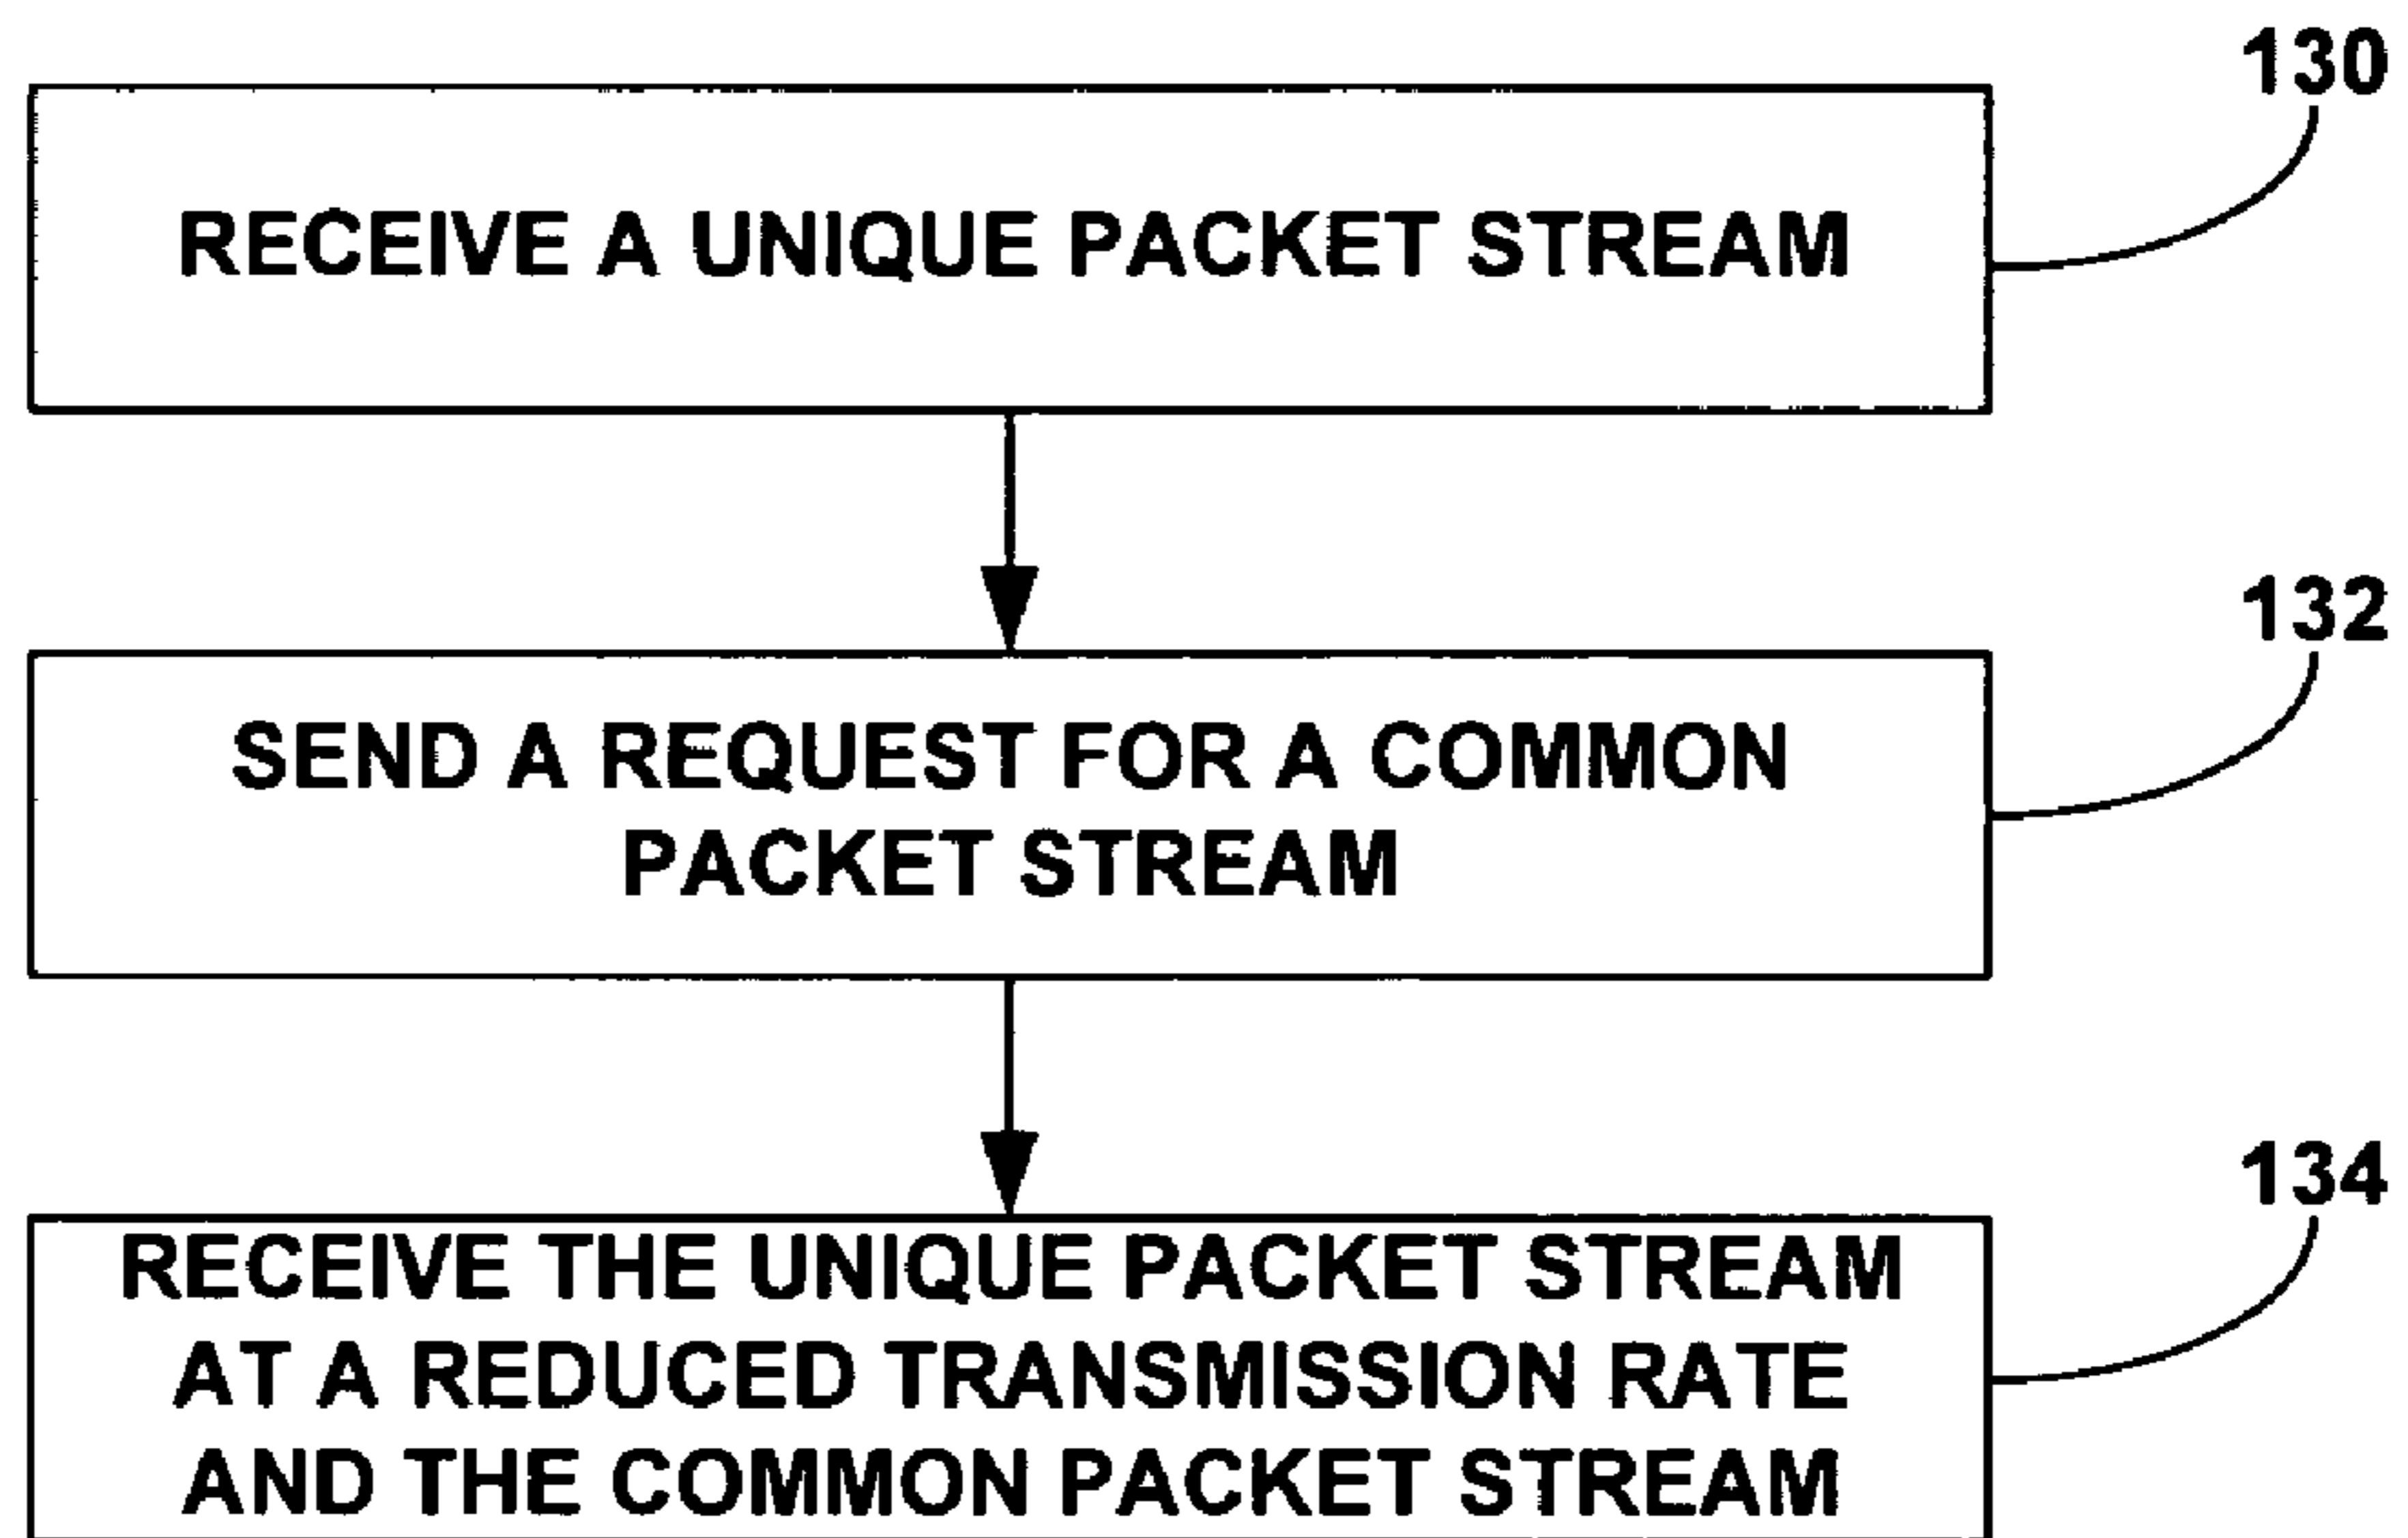 130
RECEIVE A UNIQUE PACKET STREAM
132
SEND A REQUEST FOR A COMMON
PACKET STREAM
134
RECEIVE THE UNIQUE PACKET STREAM
AT A REDUCED TRANSMISSION RATE
AND THE COMMON PACKET STREAM